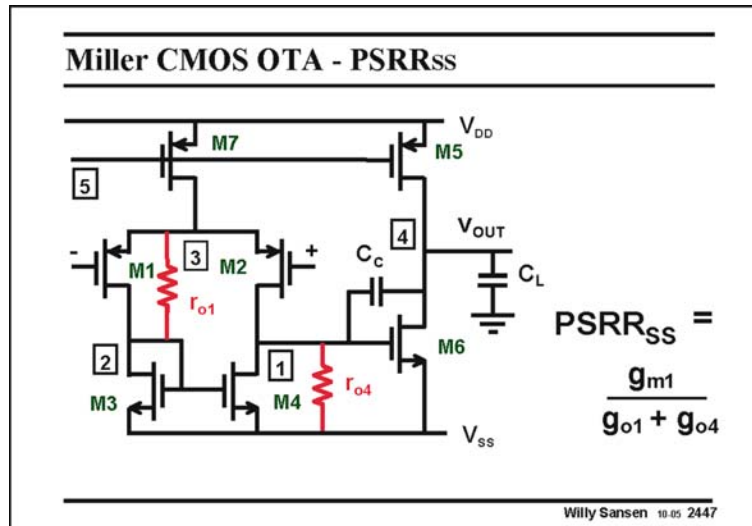 Miller CMOS OTA - PSRRSS
VDD
M7
M5
5
4
VOUT
-
3
+
M1
M2
CC
CL
ro1
PSRRSS =
gm1
go1 + go4
M6
2
1
M3
M4
ro4
VSS
Willy Sansen 10-05 2447